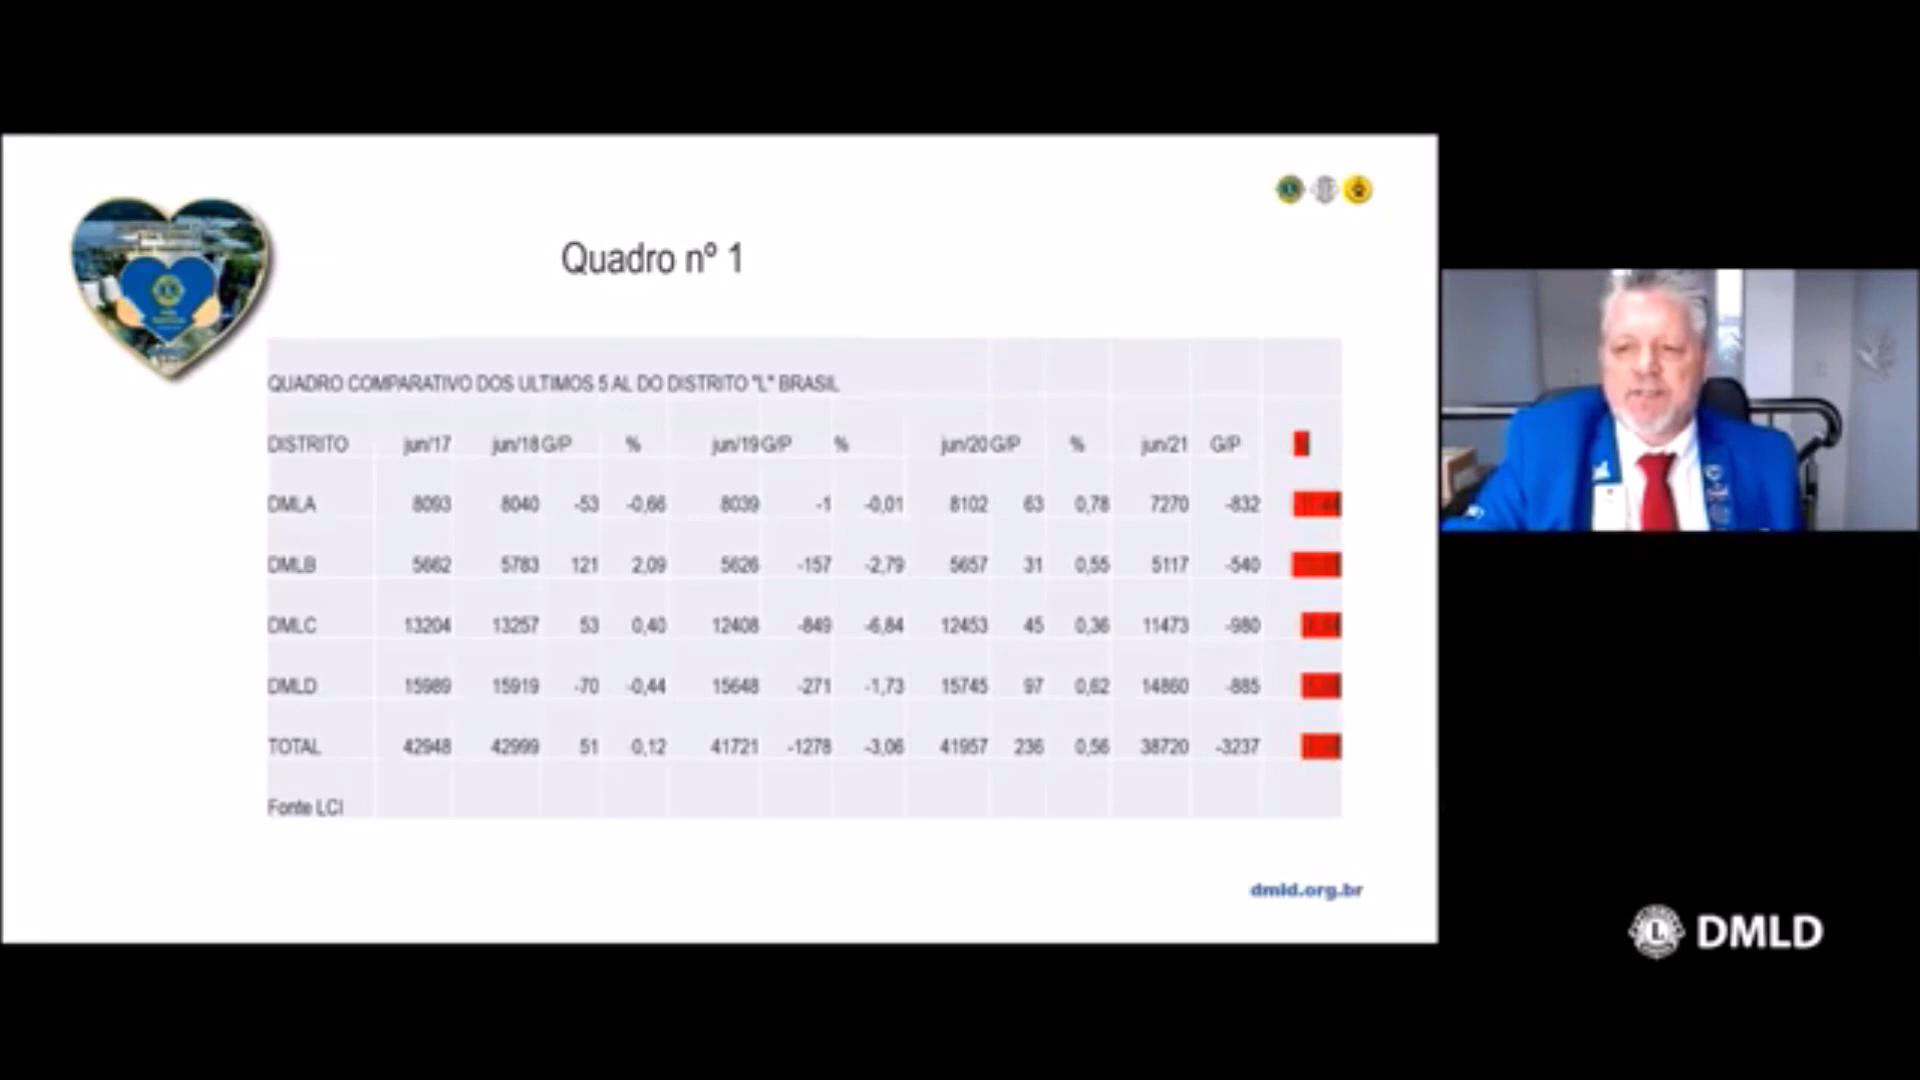 Quadro nº 1
QUADRO COMPARATIVO DOS ULTIMOS 5 AL DO DISTRITO "L" BRASIL
DISTRITO jun/17 jun/18 G/P % jun/19 G/P % jun/20 G/P % jun/21 G/P
DMLA 8093 8040 -53 -0,66 8039 -1 -0,01 8102 63 0,78 7270 -832
DMLB 5662 5783 121 2,09 5626 -157 -2,79 5657 31 0,55 5117 -540
DMLC 13204 13257 53 0,40 12408 -849 -6,84 12453 45 0,36 11473 -980
DMLD 15989 15919 -70 -0,44 15648 -271 -1,73 15745 97 0,62 14860 -885
TOTAL 42948 42999 51 0,12 41721 -1278 -3,06 41957 236 0,56 38720 -3237
Fonte LCI
dmld.org.br
L DMLD